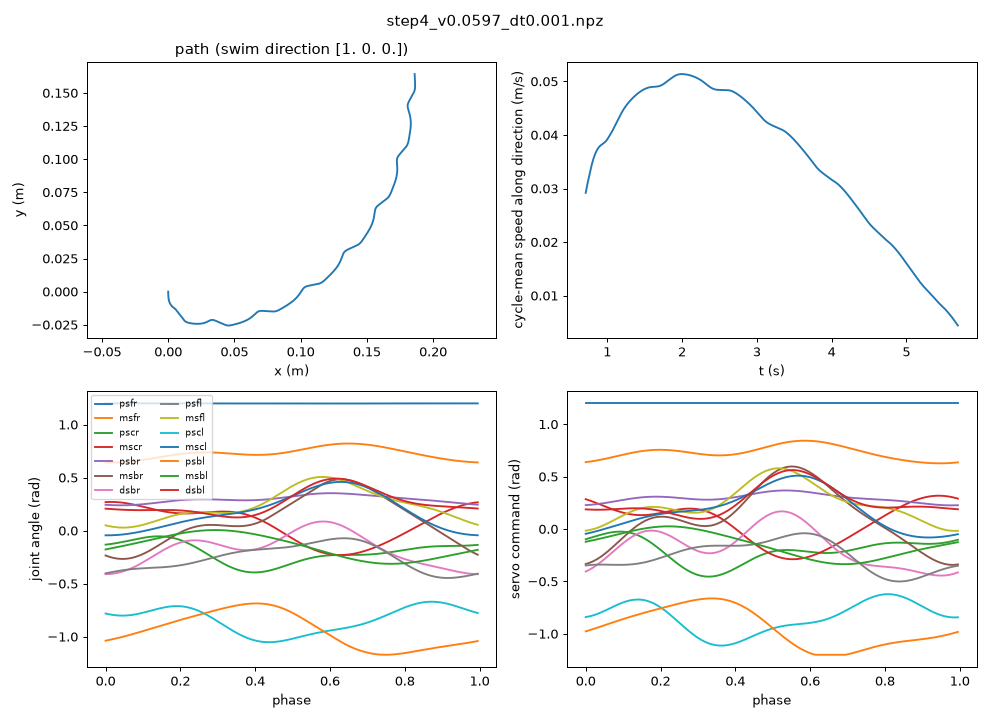 step4_v0.0597_dt0.001.npz
path (swim direction [1. 0. 0.])
0.150
0.125
0.100
0.075
0.050
0.025
0.000
−0.025
y (m)
−0.05 0.00 0.05 0.10 0.15 0.20
x (m)
0.05
0.04
0.03
0.02
0.01
cycle-mean speed along direction (m/s)
1 2 3 4 5
t (s)
psfr psfl
msfr msfl
pscr pscl
mscr mscl
psbr psbl
msbr msbl
dsbr dsbl
1.0
0.5
0.0
−0.5
−1.0
joint angle (rad)
0.0 0.2 0.4 0.6 0.8 1.0
phase
1.0
0.5
0.0
−0.5
−1.0
servo command (rad)
0.0 0.2 0.4 0.6 0.8 1.0
phase